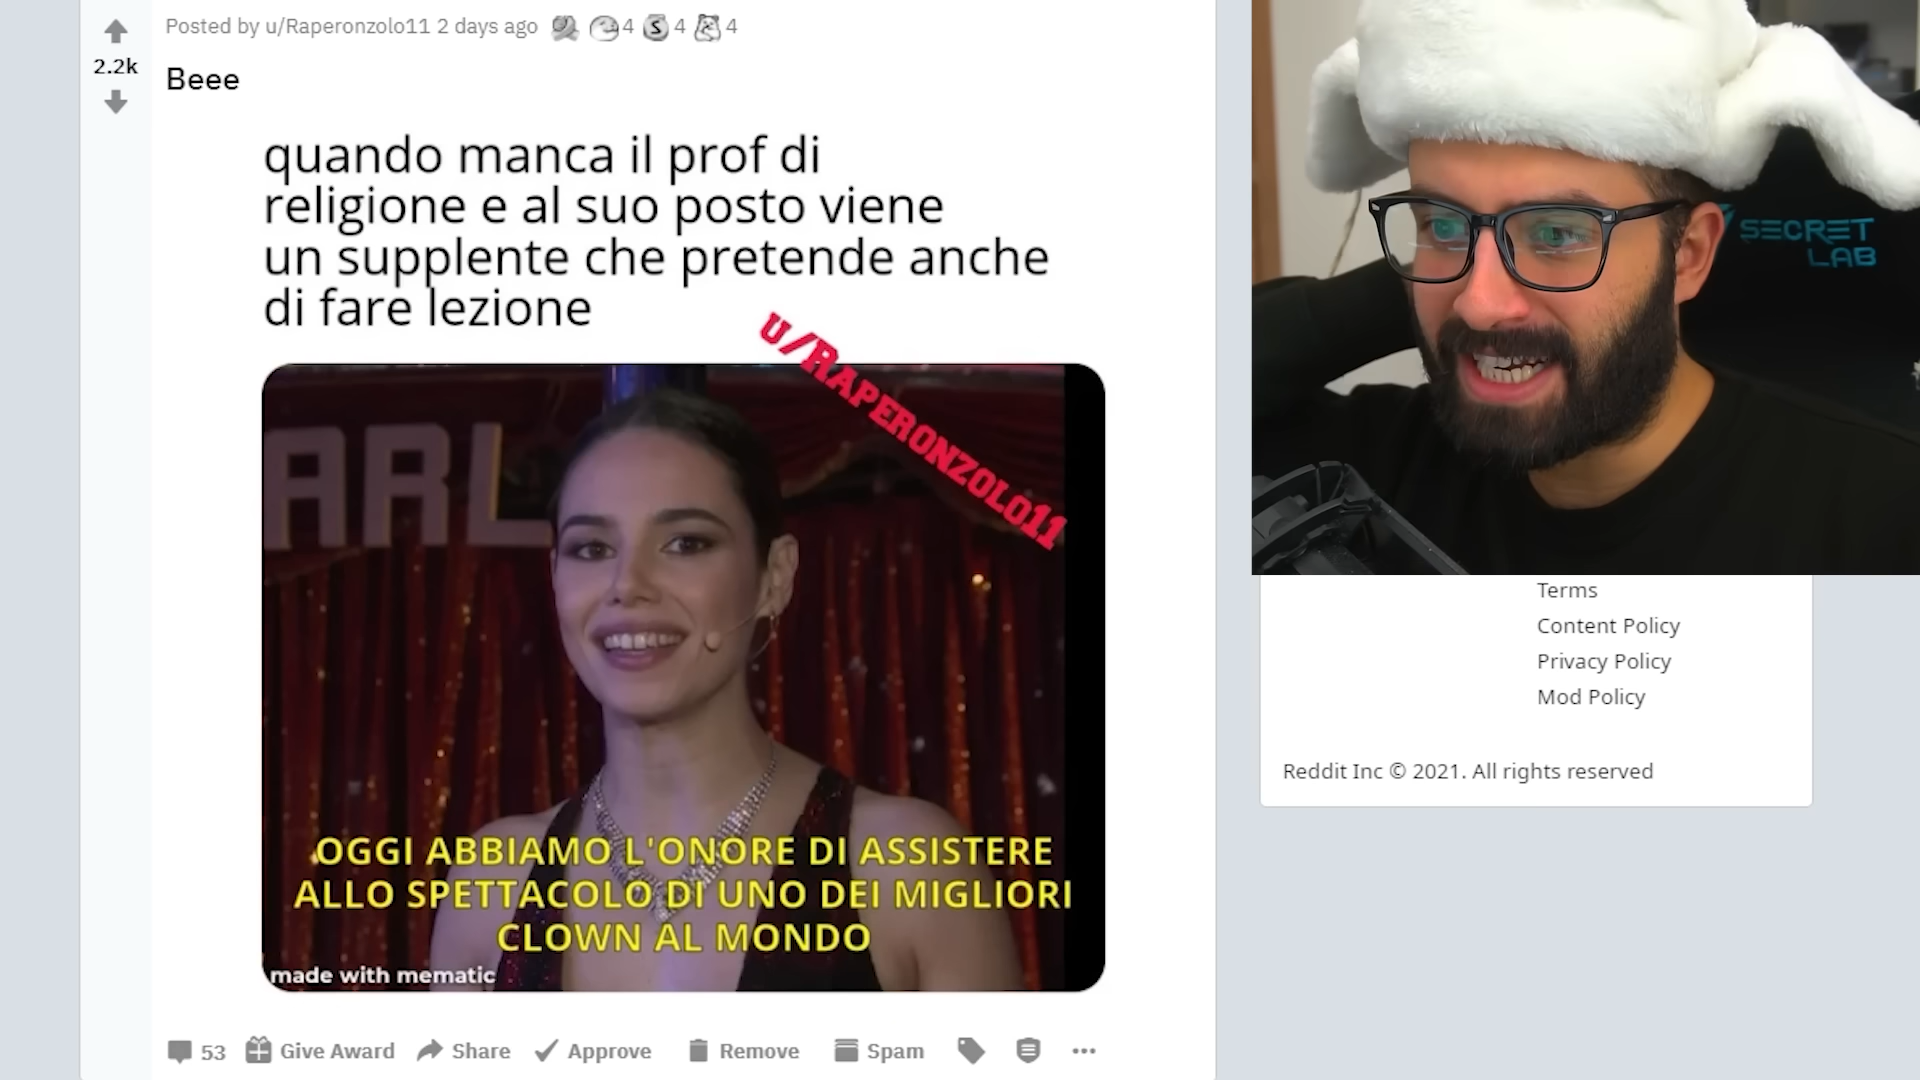 Posted by u/Raperonzolo11 2 days ago 4 4 4
2.2k
Beee
quando manca il prof di
religione e al suo posto viene
un supplente che pretende anche
di fare lezione
u/Raperonzolo11
ARL
OGGI ABBIAMO L'ONORE DI ASSISTERE
ALLO SPETTACOLO DI UNO DEI MIGLIORI
CLOWN AL MONDO
made with mematic
53 Give Award Share Approve Remove Spam
SECRET
LAB
Terms
Content Policy
Privacy Policy
Mod Policy
Reddit Inc © 2021. All rights reserved